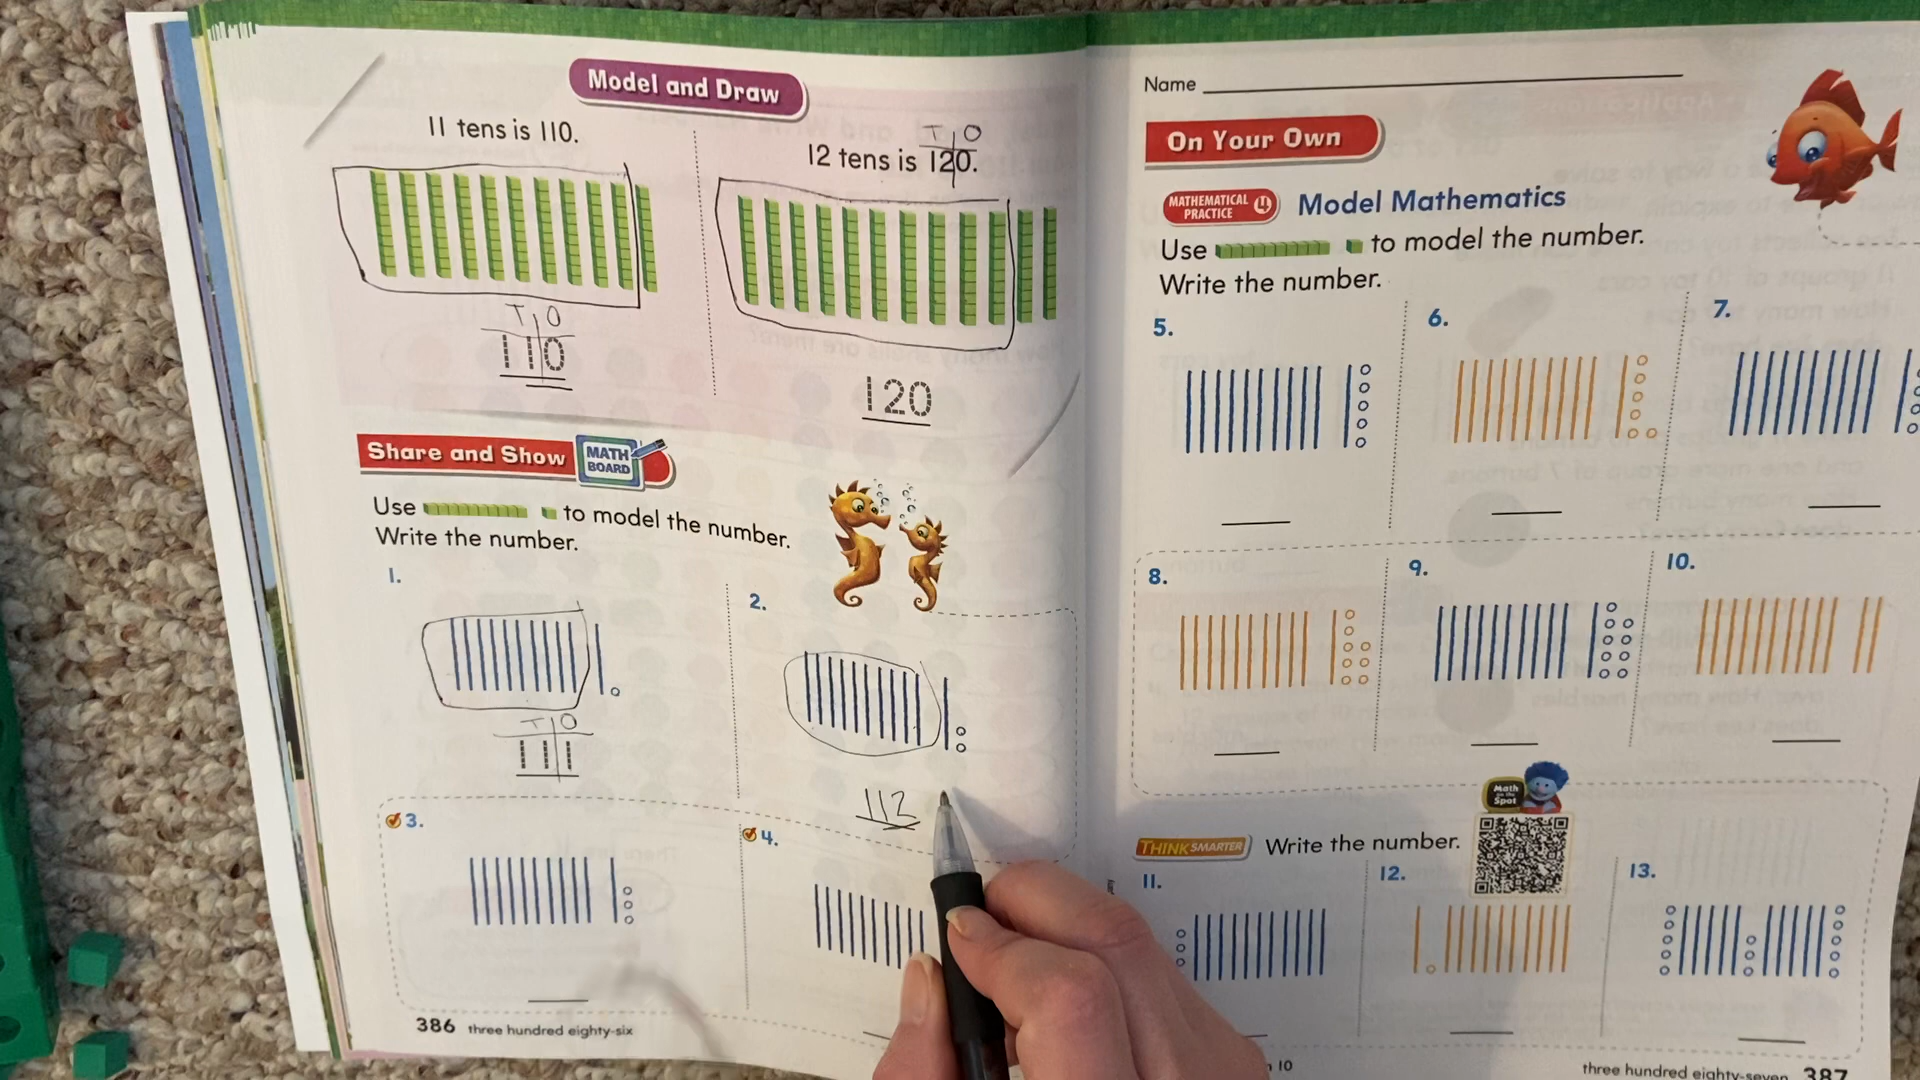 Model and Draw
11 tens is 110.
T O
110
T O
12 tens is 120.
120
Share and Show
MATH
BOARD
Use to model the number.
Write the number.
1.
T O
111
2.
112
3.
4.
386 three hundred eighty-six
Name
On Your Own
MATHEMATICAL
PRACTICE 4
Model Mathematics
Use to model the number.
Write the number.
5.
6.
7.
8.
9.
10.
Math
on the
Spot
THINK SMARTER Write the number.
11.
12.
13.
10
three hundred eighty-seven 387